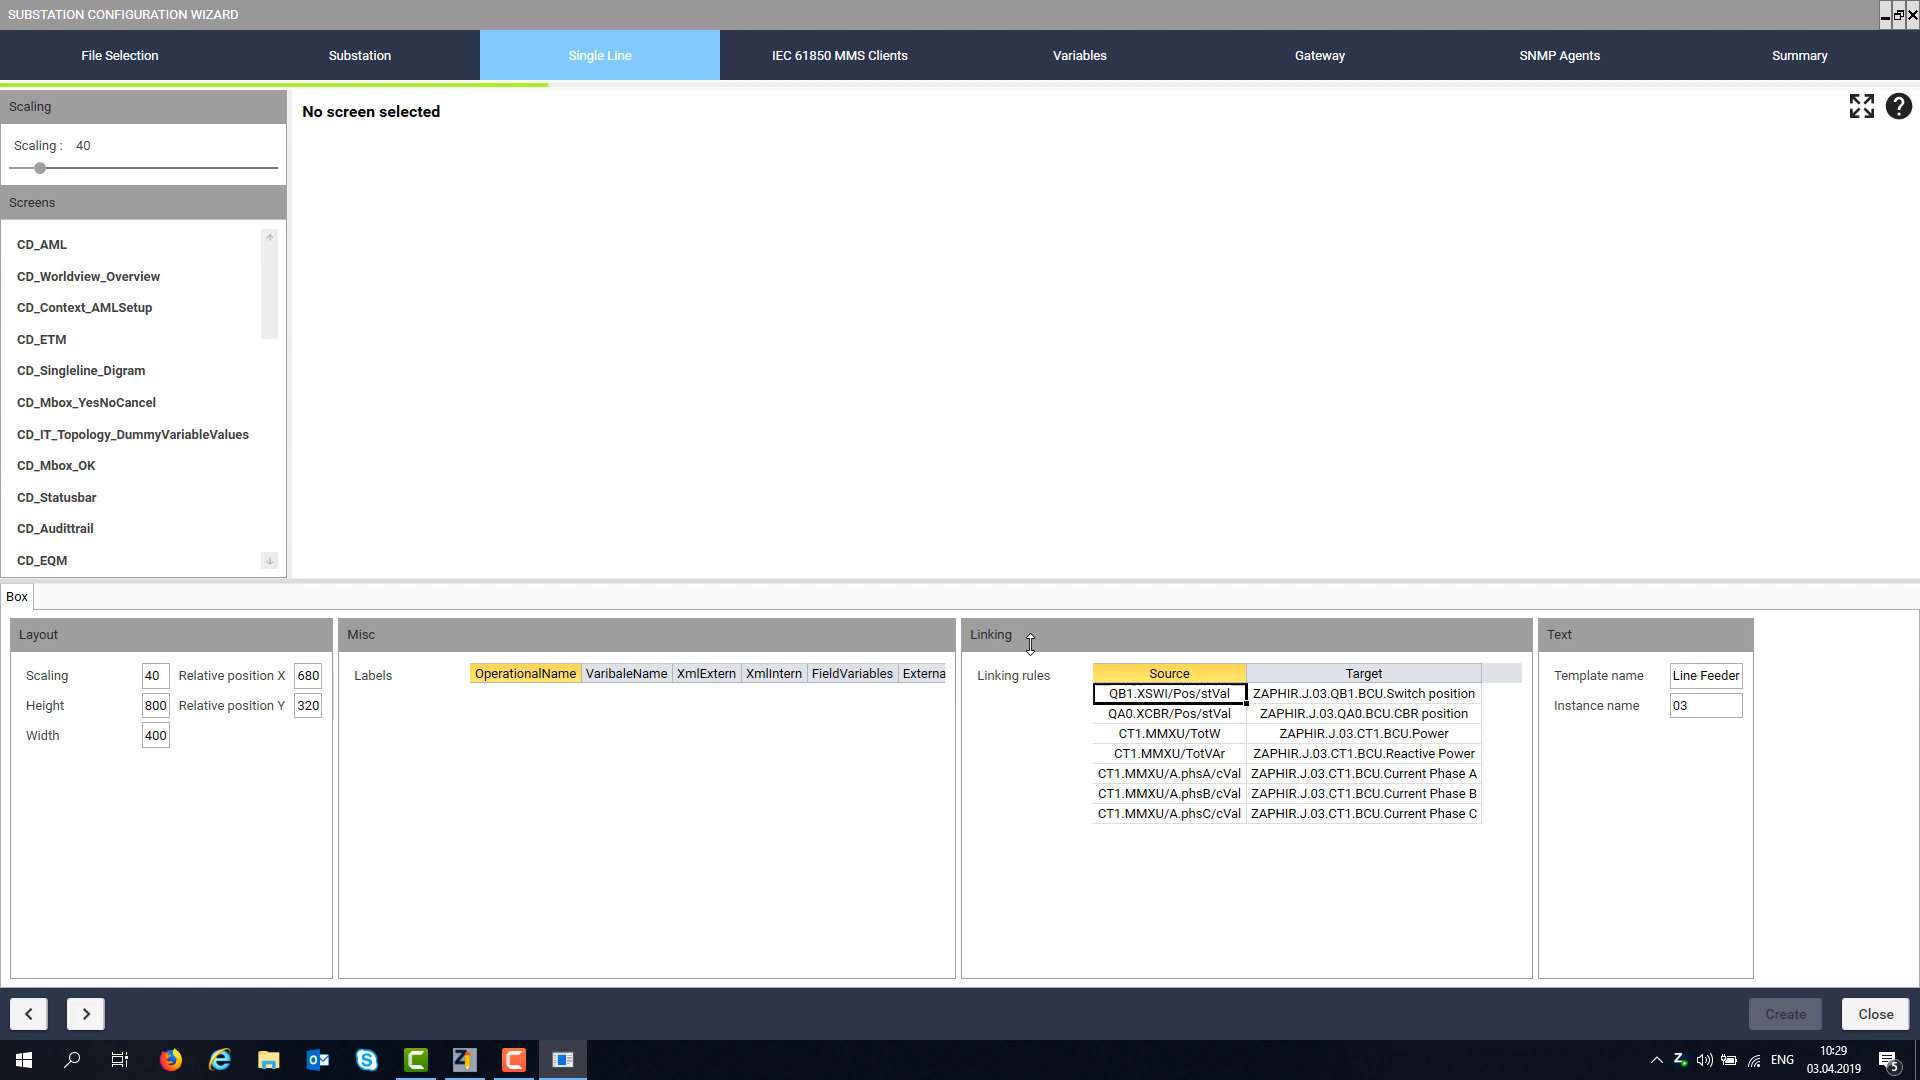 SUBSTATION CONFIGURATION WIZARD
File Selection
Substation
Single Line
IEC 61850 MMS Clients
Variables
Gateway
SNMP Agents
Summary
Scaling
Scaling : 40
Screens
CD_AML
CD_Worldview_Overview
CD_Context_AMLSetup
CD_ETM
CD_Singleline_Digram
CD_Mbox_YesNoCancel
CD_IT_Topology_DummyVariableValues
CD_Mbox_OK
CD_Statusbar
CD_Audittrail
CD_EQM
No screen selected
Box
Layout
Scaling 40 Relative position X 680
Height 800 Relative position Y 320
Width 400
Misc
Labels OperationalName VaribaleName XmlExtern XmlIntern FieldVariables Externa
Linking
Linking rules Source Target
QB1.XSWI/Pos/stVal ZAPHIR.J.03.QB1.BCU.Switch position
QA0.XCBR/Pos/stVal ZAPHIR.J.03.QA0.BCU.CBR position
CT1.MMXU/TotW ZAPHIR.J.03.CT1.BCU.Power
CT1.MMXU/TotVAr ZAPHIR.J.03.CT1.BCU.Reactive Power
CT1.MMXU/A.phsA/cVal ZAPHIR.J.03.CT1.BCU.Current Phase A
CT1.MMXU/A.phsB/cVal ZAPHIR.J.03.CT1.BCU.Current Phase B
CT1.MMXU/A.phsC/cVal ZAPHIR.J.03.CT1.BCU.Current Phase C
Text
Template name Line Feeder
Instance name 03
Create
Close
ENG
10:29
03.04.2019
5